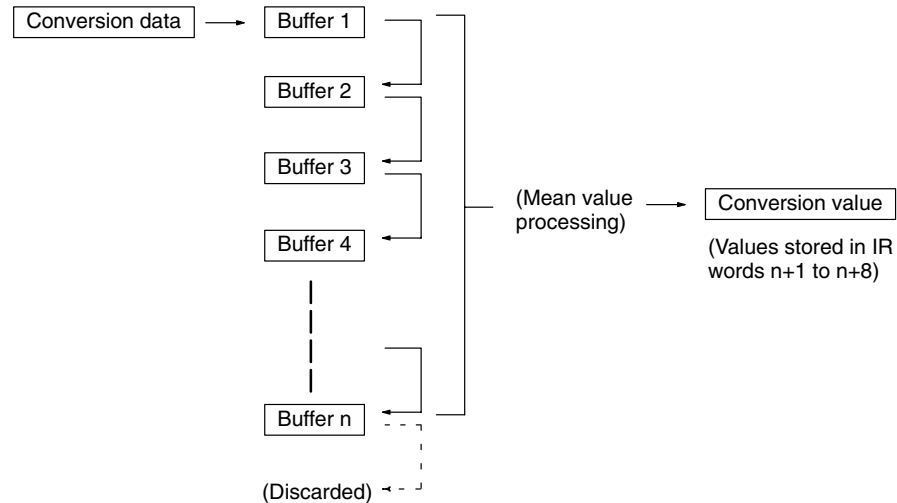 Conversion data
Buffer 1
Buffer 2
Buffer 3
Buffer 4
Buffer n
(Discarded)
(Mean value
processing)
Conversion value
(Values stored in IR
words n+1 to n+8)